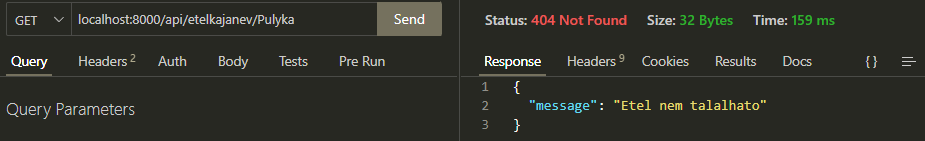 GET localhost:8000/api/etelkajanev/Pulyka Send
Query Headers 2 Auth Body Tests Pre Run
Query Parameters
Status: 404 Not Found Size: 32 Bytes Time: 159 ms
Response Headers 9 Cookies Results Docs {}
1 {
2 "message": "Etel nem talalhato"
3 }